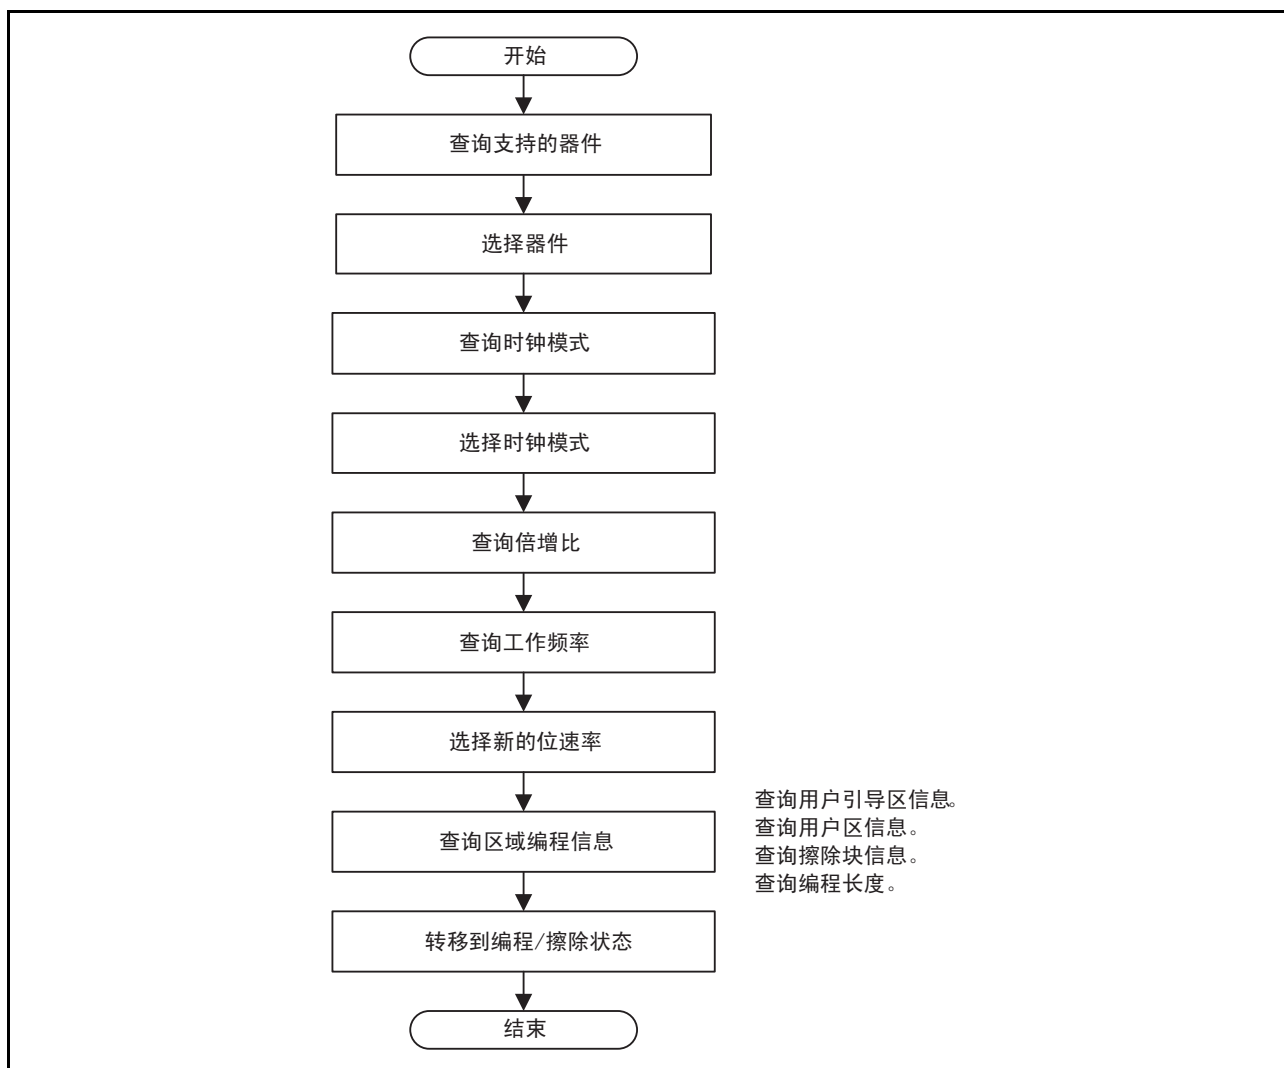 开始
查询支持的器件
选择器件
查询时钟模式
选择时钟模式
查询倍增比
查询工作频率
选择新的位速率
查询区域编程信息
查询用户引导区信息。
查询用户区信息。
查询擦除块信息。
查询编程长度。
转移到编程/擦除状态
结束